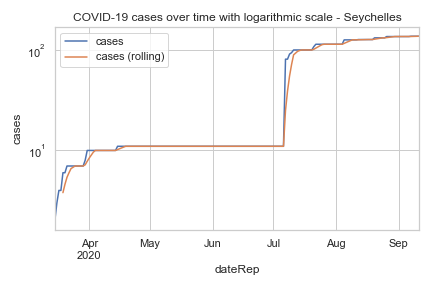 COVID-19 cases over time with logarithmic scale - Seychelles
cases
cases (rolling)
10²
10¹
cases
Apr May Jun Jul Aug Sep
2020
dateRep